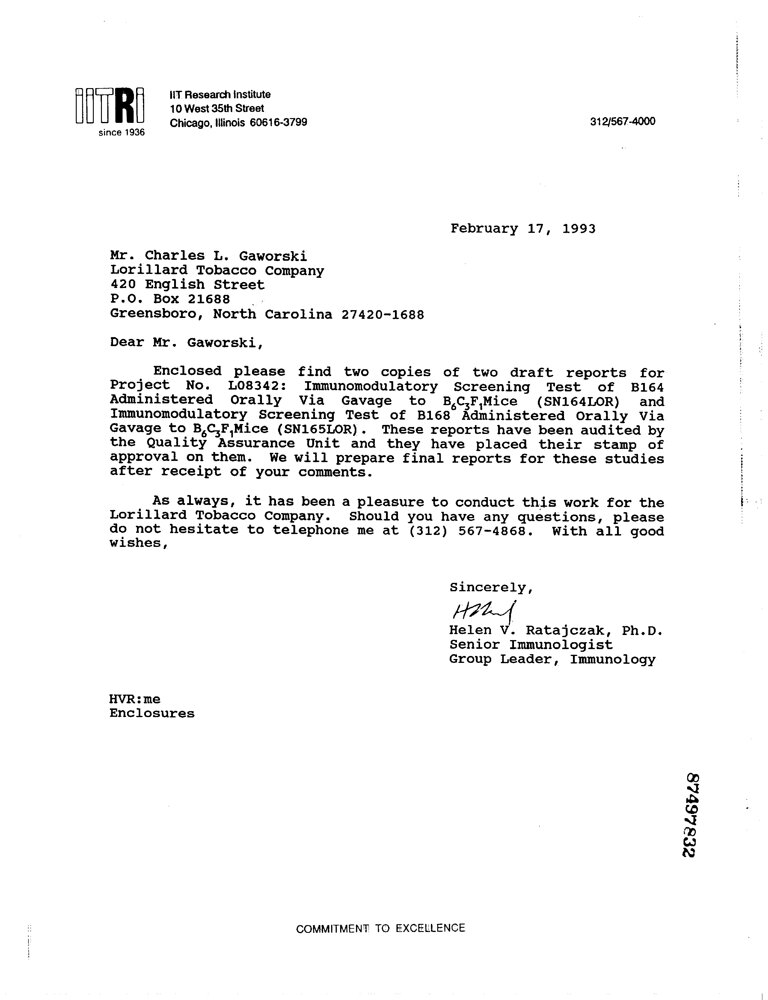 IITRI
since 1936
IIT Research Institute
10 West 35th Street
Chicago, Illinois 60616-3799
312/567-4000
February 17, 1993
Mr. Charles L. Gaworski
Lorillard Tobacco Company
420 English Street
P.O. Box 21688
Greensboro, North Carolina 27420-1688
Dear Mr. Gaworski,
Enclosed please find two copies of two draft reports for
Project No. L08342: Immunomodulatory Screening Test of B164
Administered Orally Via Gavage to B₆C₃F₁Mice (SN164LOR) and
Immunomodulatory Screening Test of B168 Administered Orally Via
Gavage to B₆C₃F₁Mice (SN165LOR). These reports have been audited by
the Quality Assurance Unit and they have placed their stamp of
approval on them. We will prepare final reports for these studies
after receipt of your comments.
As always, it has been a pleasure to conduct this work for the
Lorillard Tobacco Company. Should you have any questions, please
do not hesitate to telephone me at (312) 567-4868. With all good
wishes,
Sincerely,
Helen V. Ratajczak, Ph.D.
Senior Immunologist
Group Leader, Immunology
HVR:me
Enclosures
87497832
COMMITMENT TO EXCELLENCE